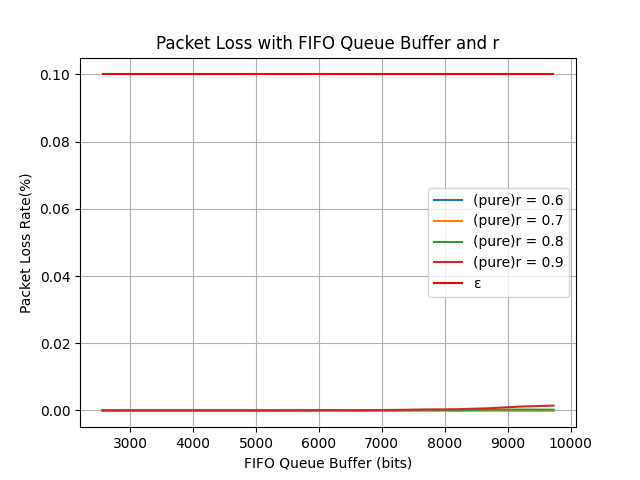 Packet Loss with FIFO Queue Buffer and r
0.10
0.08
0.06
0.04
0.02
0.00
Packet Loss Rate(%)
(pure)r = 0.6
(pure)r = 0.7
(pure)r = 0.8
(pure)r = 0.9
ε
3000 4000 5000 6000 7000 8000 9000 10000
FIFO Queue Buffer (bits)